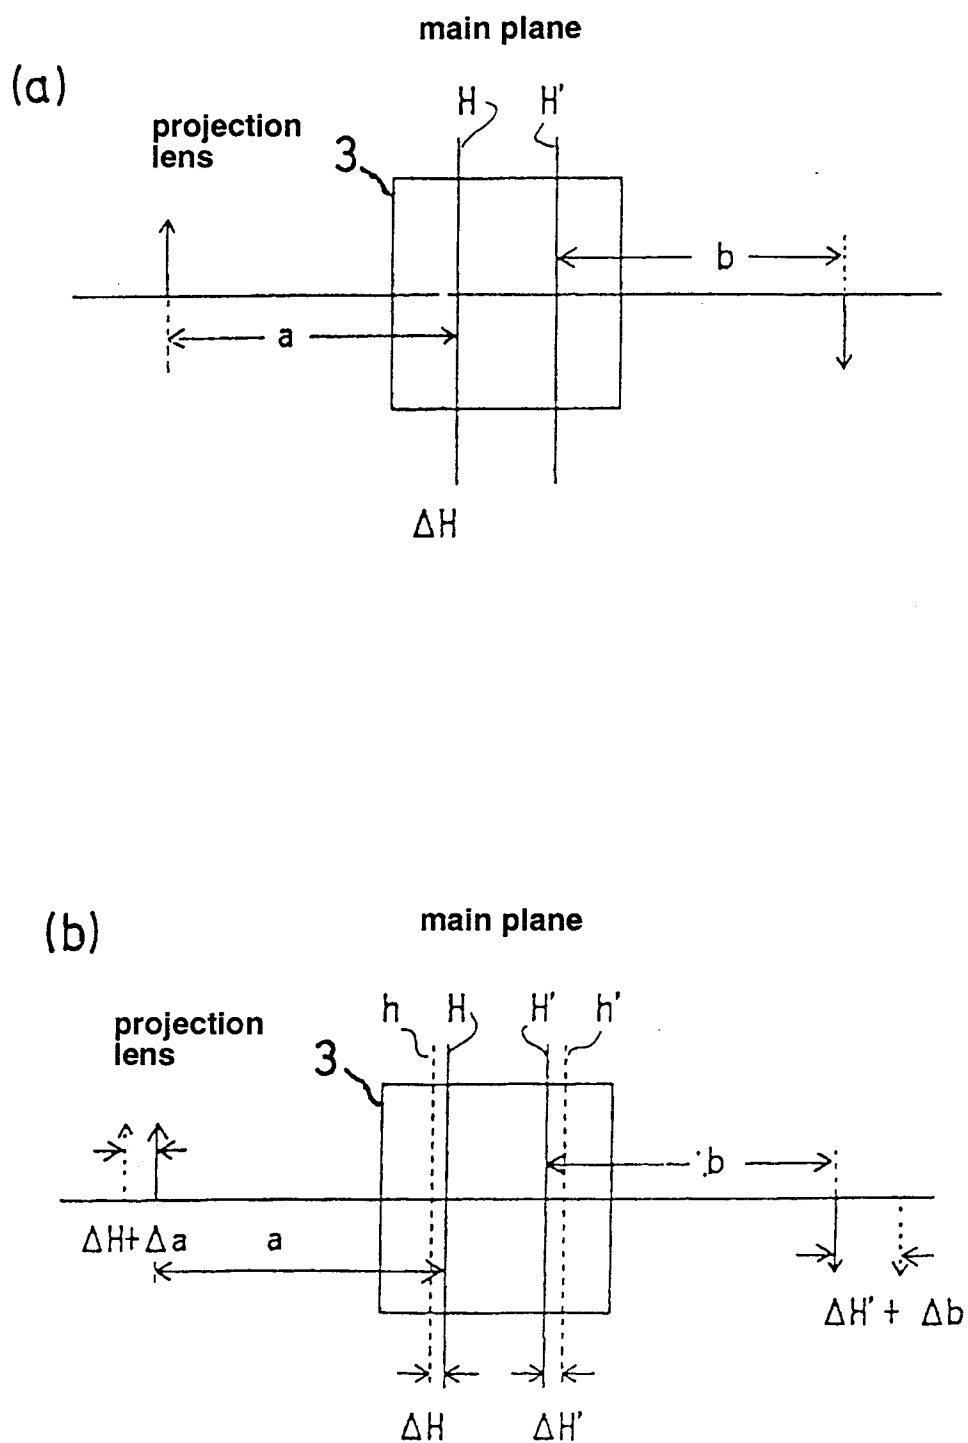 main plane
(a)
H H'
projection
lens
3
b
a
ΔH
main plane
(b)
h H H' h'
projection
lens
3
b
ΔH+Δa a
ΔH' + Δb
ΔH ΔH'